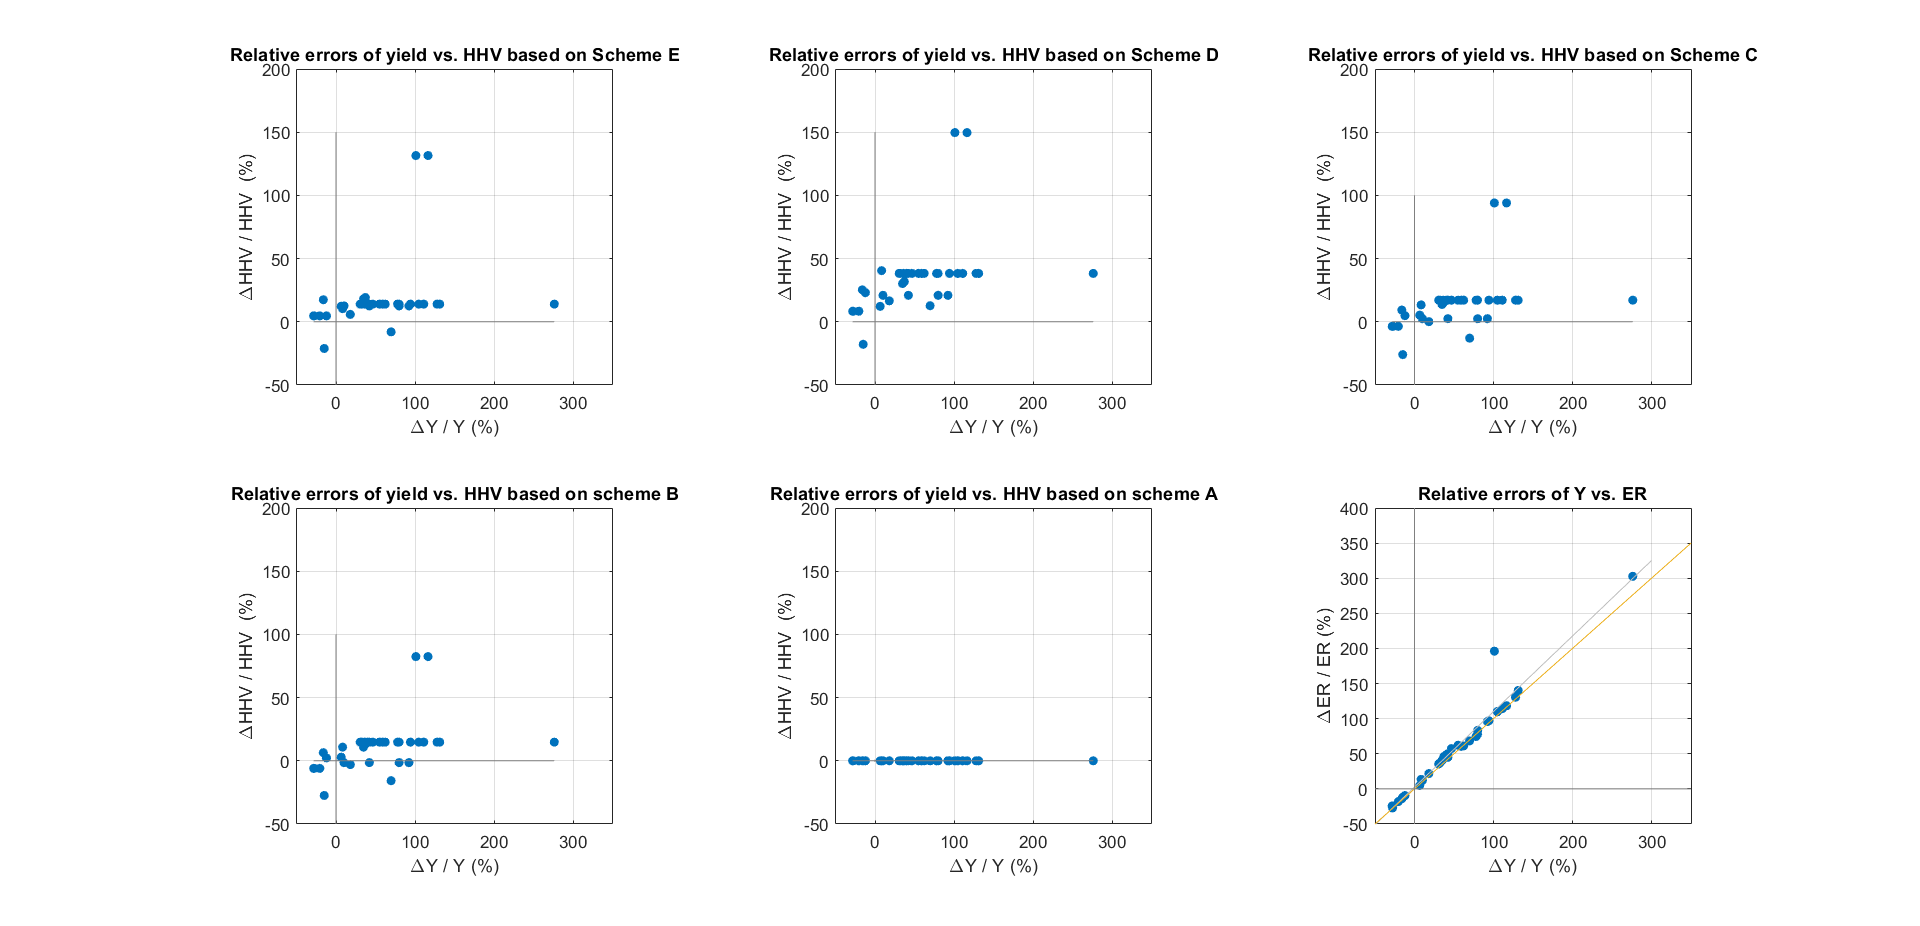 Relative errors of yield vs. HHV based on Scheme E
200
150
100
50
0
-50
ΔHHV / HHV (%)
0 100 200 300
ΔY / Y (%)
Relative errors of yield vs. HHV based on Scheme D
200
150
100
50
0
-50
ΔHHV / HHV (%)
0 100 200 300
ΔY / Y (%)
Relative errors of yield vs. HHV based on Scheme C
200
150
100
50
0
-50
ΔHHV / HHV (%)
0 100 200 300
ΔY / Y (%)
Relative errors of yield vs. HHV based on scheme B
200
150
100
50
0
-50
ΔHHV / HHV (%)
0 100 200 300
ΔY / Y (%)
Relative errors of yield vs. HHV based on scheme A
200
150
100
50
0
-50
ΔHHV / HHV (%)
0 100 200 300
ΔY / Y (%)
Relative errors of Y vs. ER
400
350
300
250
200
150
100
50
0
-50
ΔER / ER (%)
0 100 200 300
ΔY / Y (%)